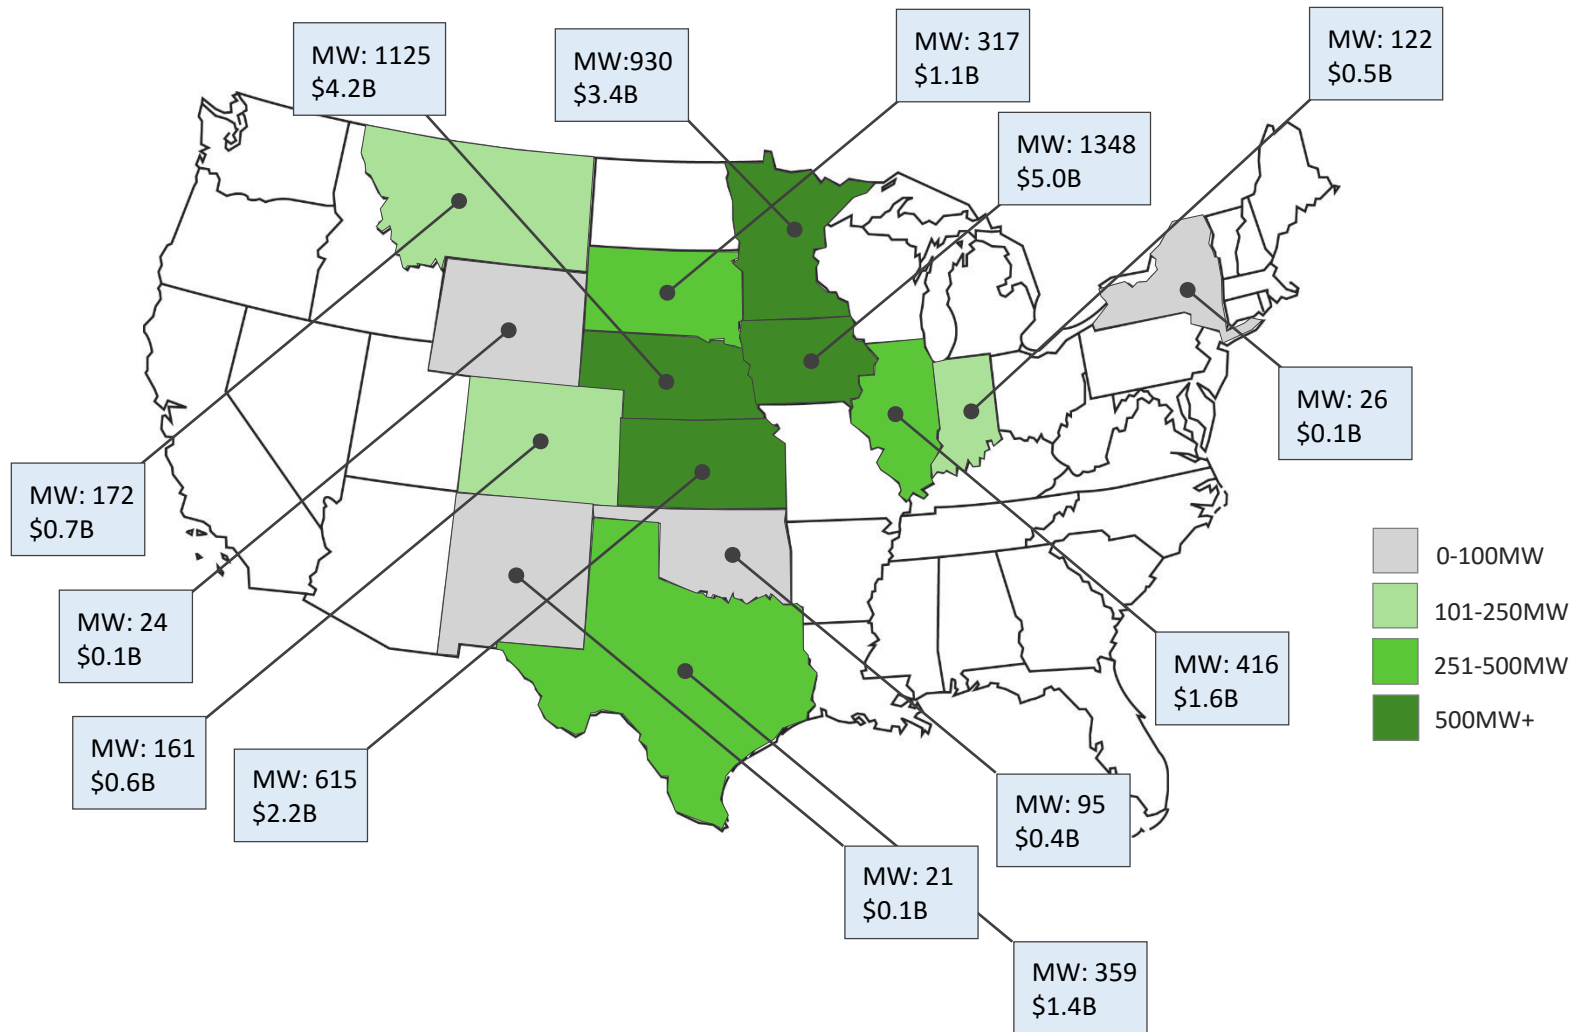 MW: 1125
$4.2B
MW:930
$3.4B
MW: 317
$1.1B
MW: 122
$0.5B
MW: 1348
$5.0B
MW: 26
$0.1B
MW: 172
$0.7B
MW: 24
$0.1B
MW: 161
$0.6B
MW: 615
$2.2B
MW: 416
$1.6B
MW: 95
$0.4B
MW: 21
$0.1B
MW: 359
$1.4B
0-100MW
101-250MW
251-500MW
500MW+